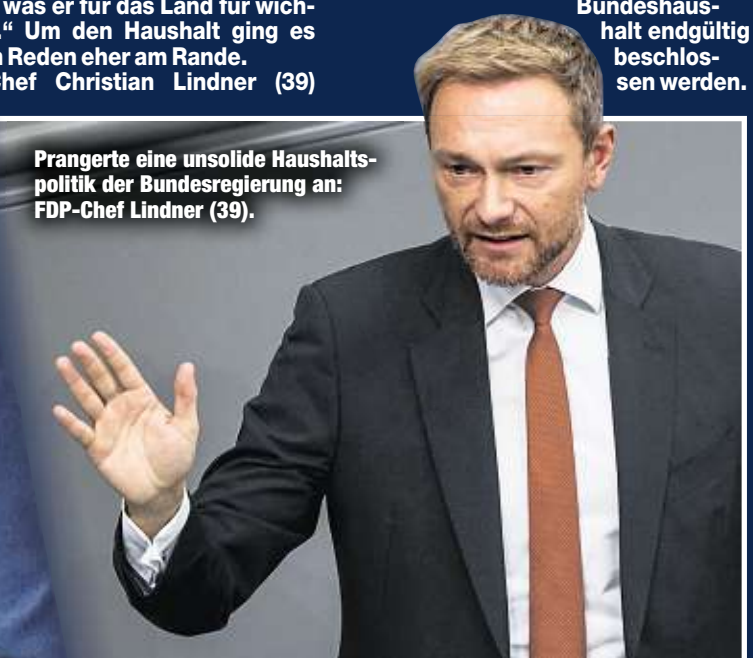 was er für das Land für wich-
.“ Um den Haushalt ging es
Reden eher am Rande.
hef Christian Lindner (39)
Bundeshaus-
halt endgültig
beschlos-
sen werden.
Prangerte eine unsolide Haushalts-
politik der Bundesregierung an:
FDP-Chef Lindner (39).